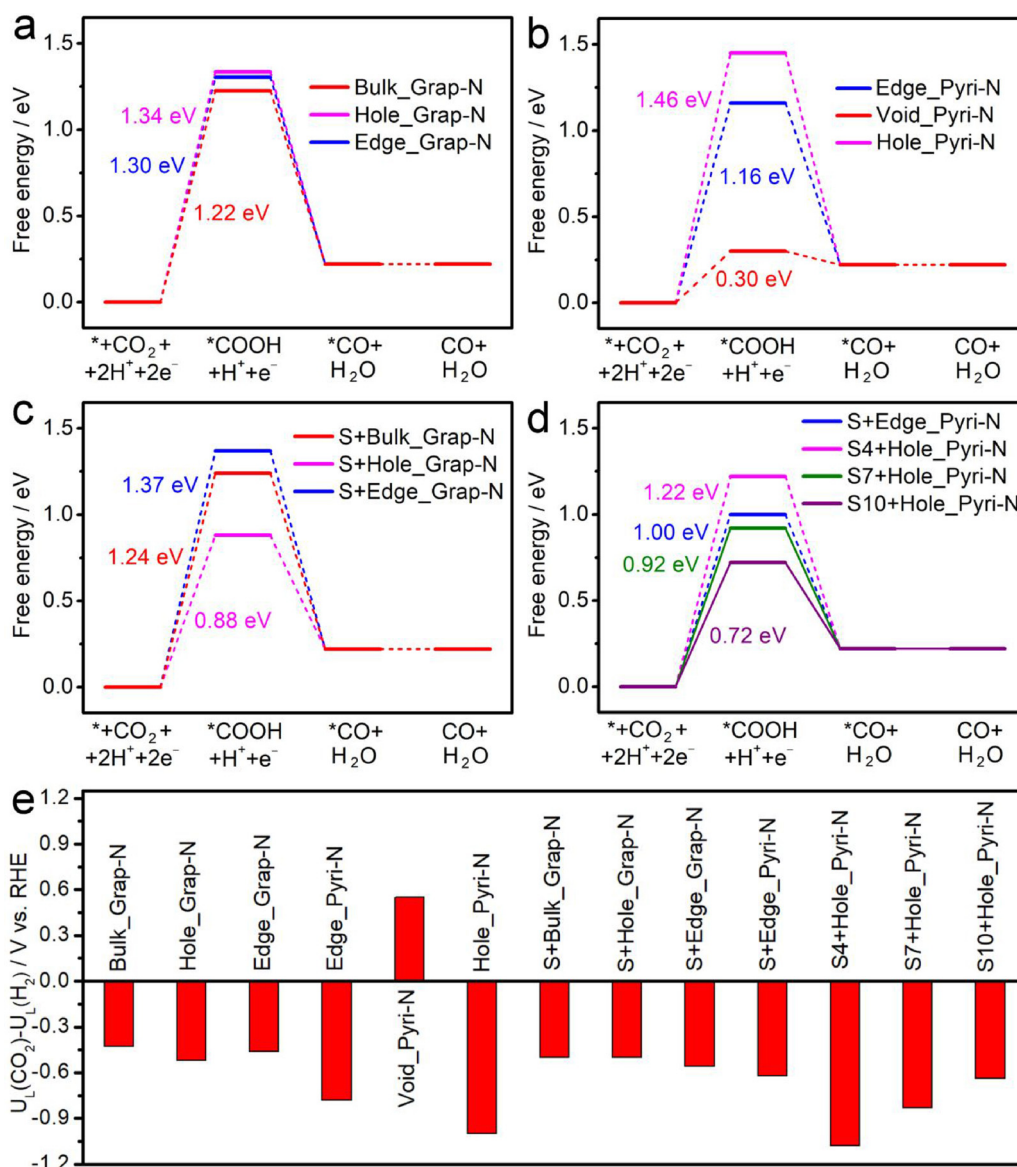 a
Free energy / eV
1.5
1.0
0.5
0.0
Bulk_Grap-N
Hole_Grap-N
Edge_Grap-N
1.34 eV
1.30 eV
1.22 eV
*+CO₂+
+2H⁺+2e⁻
*COOH
+H⁺+e⁻
*CO+
H₂O
CO+
H₂O
b
Free energy / eV
1.5
1.0
0.5
0.0
Edge_Pyri-N
Void_Pyri-N
Hole_Pyri-N
1.46 eV
1.16 eV
0.30 eV
*+CO₂+
+2H⁺+2e⁻
*COOH
+H⁺+e⁻
*CO+
H₂O
CO+
H₂O
c
Free energy / eV
1.5
1.0
0.5
0.0
S+Bulk_Grap-N
S+Hole_Grap-N
S+Edge_Grap-N
1.37 eV
1.24 eV
0.88 eV
*+CO₂+
+2H⁺+2e⁻
*COOH
+H⁺+e⁻
*CO+
H₂O
CO+
H₂O
d
Free energy / eV
1.5
1.0
0.5
0.0
S+Edge_Pyri-N
S4+Hole_Pyri-N
S7+Hole_Pyri-N
S10+Hole_Pyri-N
1.22 eV
1.00 eV
0.92 eV
0.72 eV
*+CO₂+
+2H⁺+2e⁻
*COOH
+H⁺+e⁻
*CO+
H₂O
CO+
H₂O
e
U_L(CO₂)-U_L(H₂) / V vs. RHE
1.2
0.9
0.6
0.3
0.0
-0.3
-0.6
-0.9
-1.2
Bulk_Grap-N
Hole_Grap-N
Edge_Grap-N
Edge_Pyri-N
Void_Pyri-N
Hole_Pyri-N
S+Bulk_Grap-N
S+Hole_Grap-N
S+Edge_Grap-N
S+Edge_Pyri-N
S4+Hole_Pyri-N
S7+Hole_Pyri-N
S10+Hole_Pyri-N